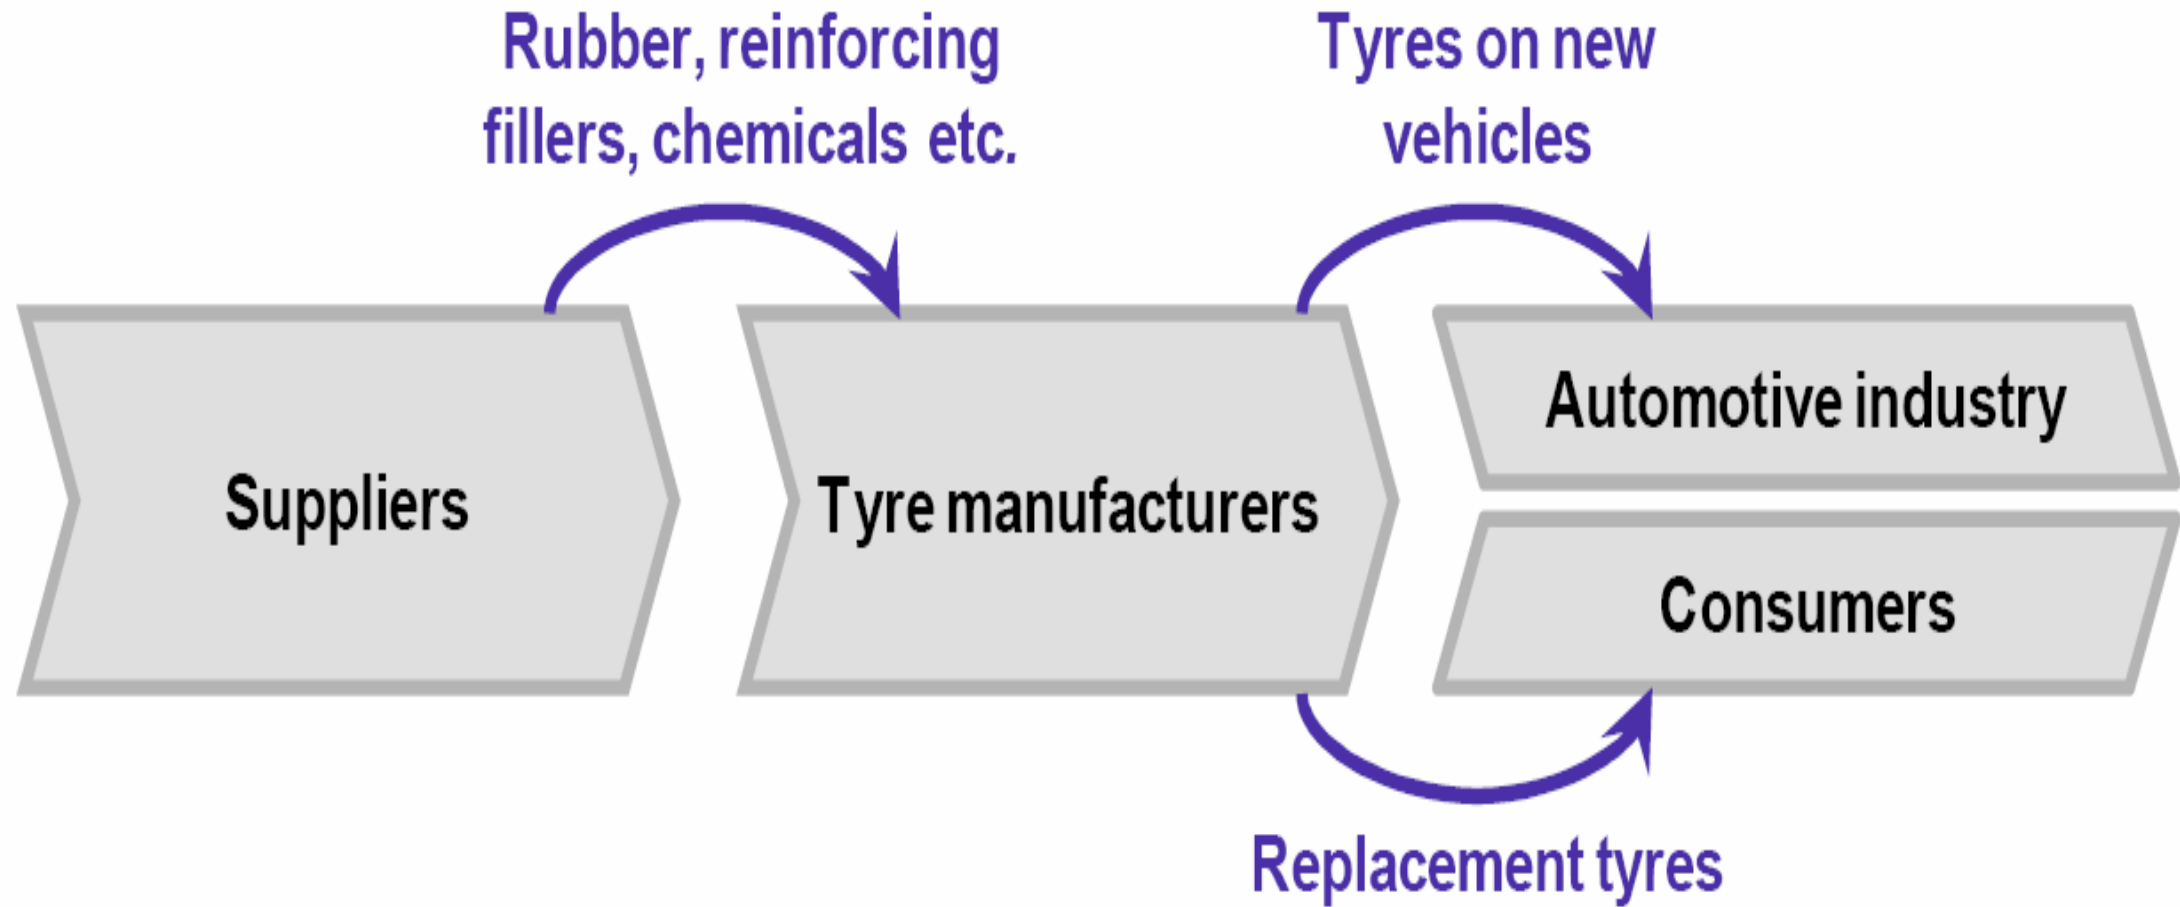 Rubber, reinforcing
fillers, chemicals etc.
Tyres on new
vehicles
Suppliers
Tyre manufacturers
Automotive industry
Consumers
Replacement tyres